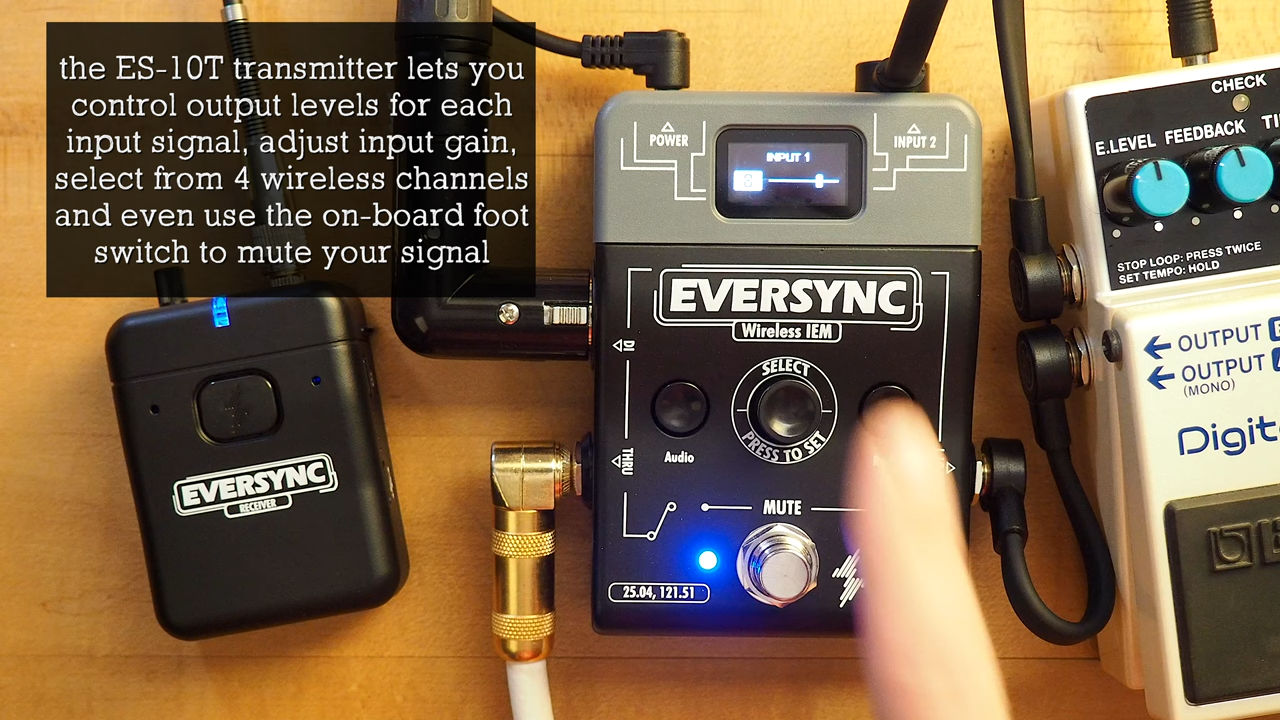 the ES-10T transmitter lets you
control output levels for each
input signal, adjust input gain,
select from 4 wireless channels
and even use the on-board foot
switch to mute your signal
POWER
INPUT 1
INPUT 2
EVERSYNC
Wireless IEM
DI
SELECT
PRESS TO SET
Audio
THRU
MUTE
25.04, 121.51
EVERSYNC
RECEIVER
CHECK
E.LEVEL FEEDBACK
STOP LOOP: PRESS TWICE
SET TEMPO: HOLD
OUTPUT
OUTPUT
(MONO)